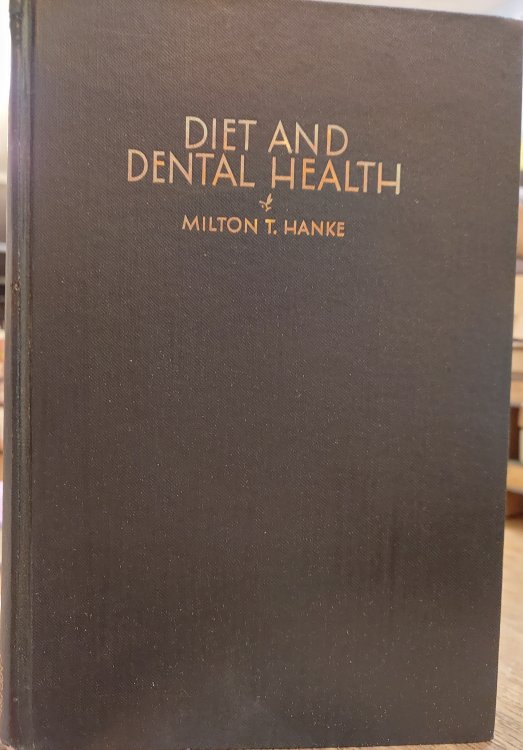 DIET AND
DENTAL HEALTH
MILTON T. HANKE